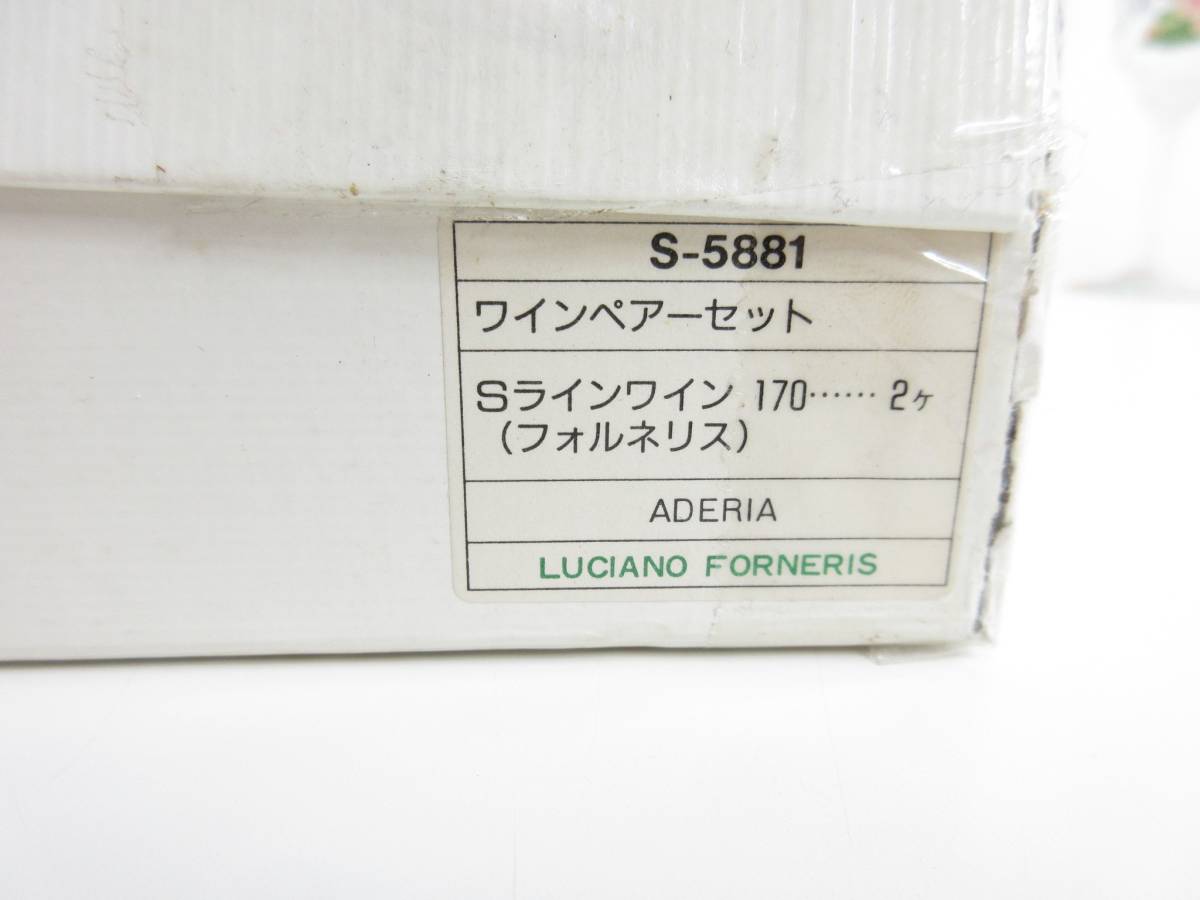 S-5881
ワインペアーセット
Sラインワイン 170…… 2ヶ
(フォルネリス)
ADERIA
LUCIANO FORNERIS